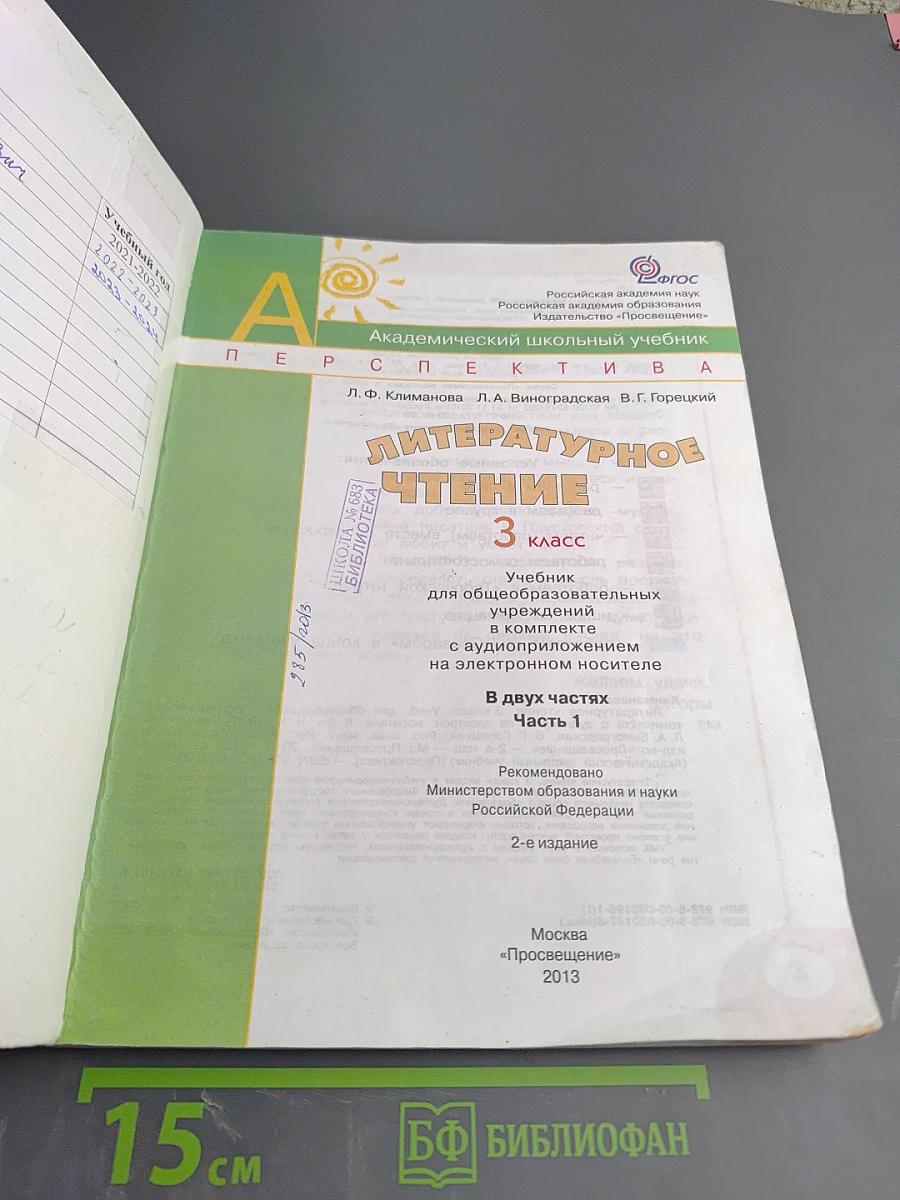 Учебный год
2021-2022
2022-2023
2023-2024
А
ФГОС
Российская академия наук
Российская академия образования
Издательство «Просвещение»
Академический школьный учебник
ПЕРСПЕКТИВА
Л. Ф. Климанова Л. А. Виноградская В. Г. Горецкий
ЛИТЕРАТУРНОЕ
ЧТЕНИЕ
3 класс
ШКОЛА № 683
БИБЛИОТЕКА
285/2013
Учебник
для общеобразовательных
учреждений
в комплекте
с аудиоприложением
на электронном носителе
В двух частях
Часть 1
Рекомендовано
Министерством образования и науки
Российской Федерации
2-е издание
Москва
«Просвещение»
2013
15 см
БФ БИБЛИОФАН